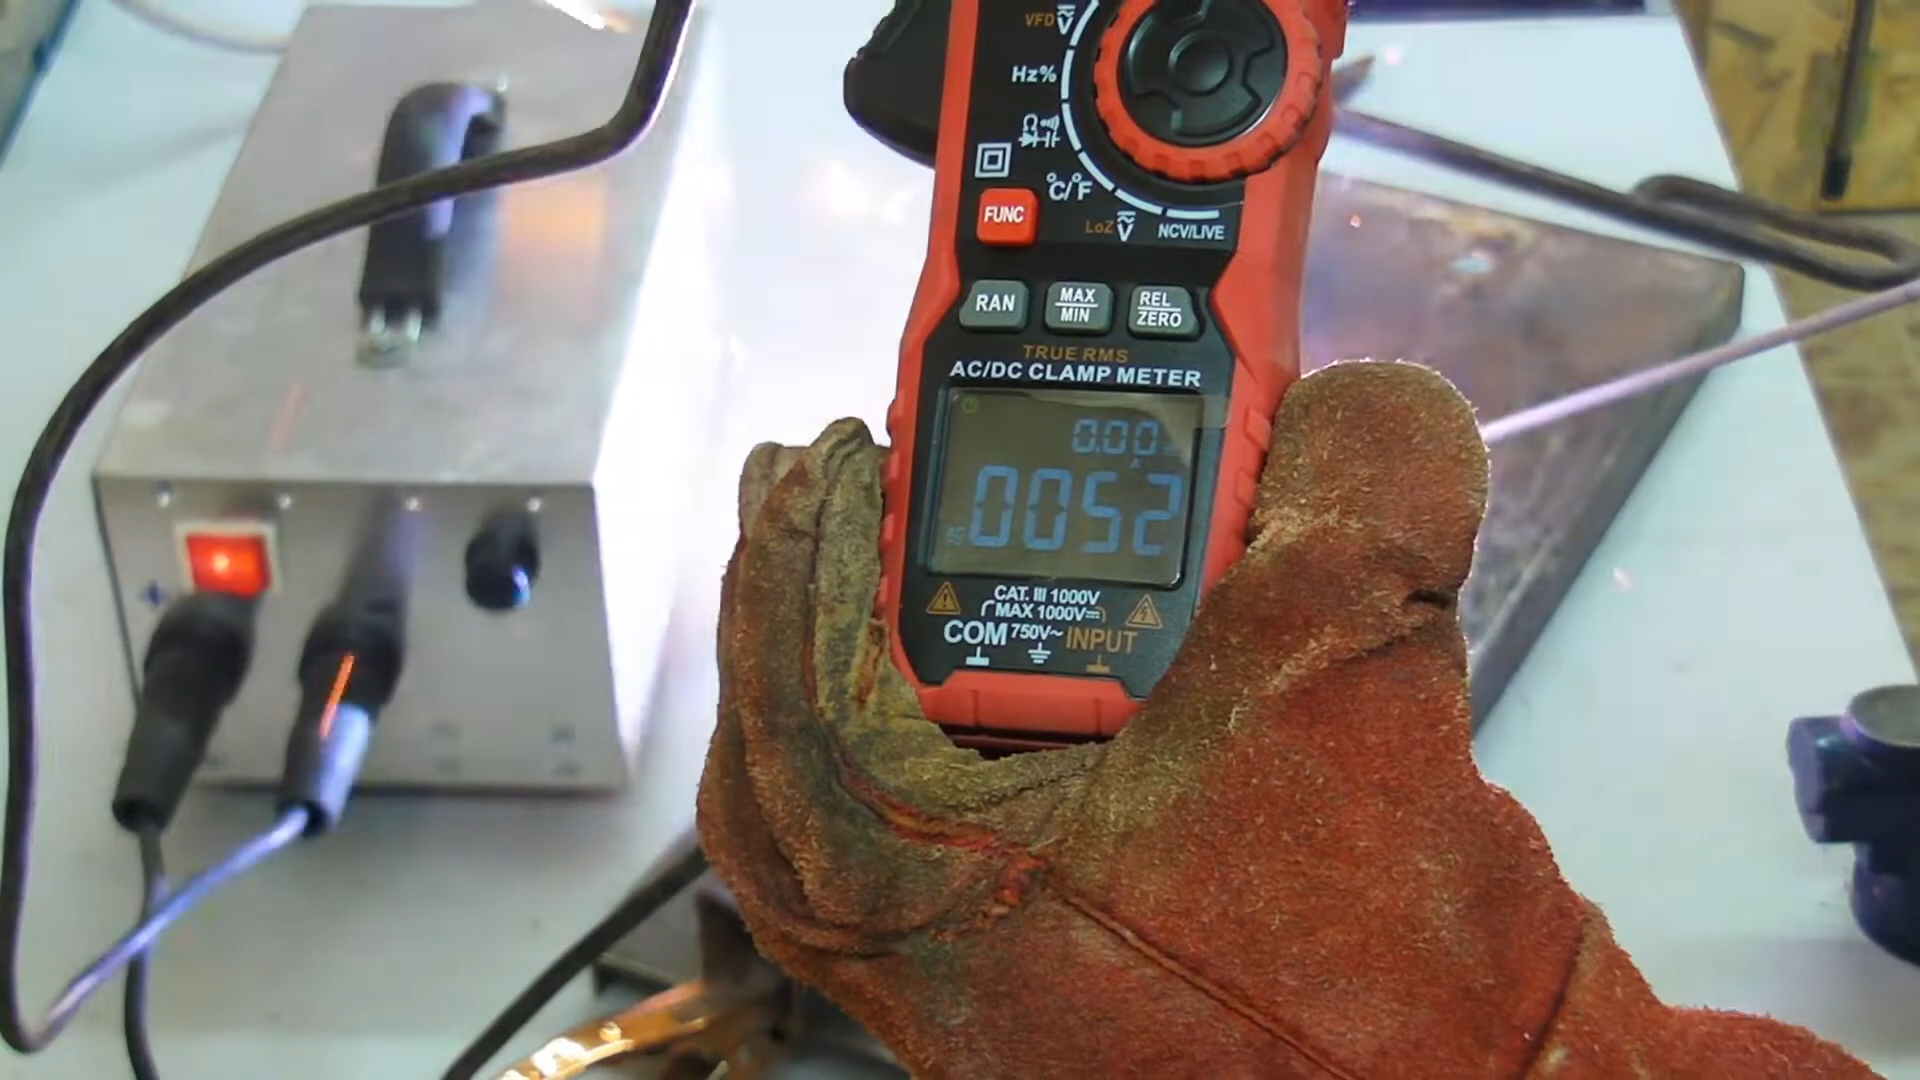 VFD V
Hz%
Ω
°C/°F
FUNC
LoZ V
NCV/LIVE
RAN
MAX
MIN
REL
ZERO
TRUE RMS
AC/DC CLAMP METER
0.00
0052
CAT. III 1000V
MAX 1000V
COM 750V~ INPUT